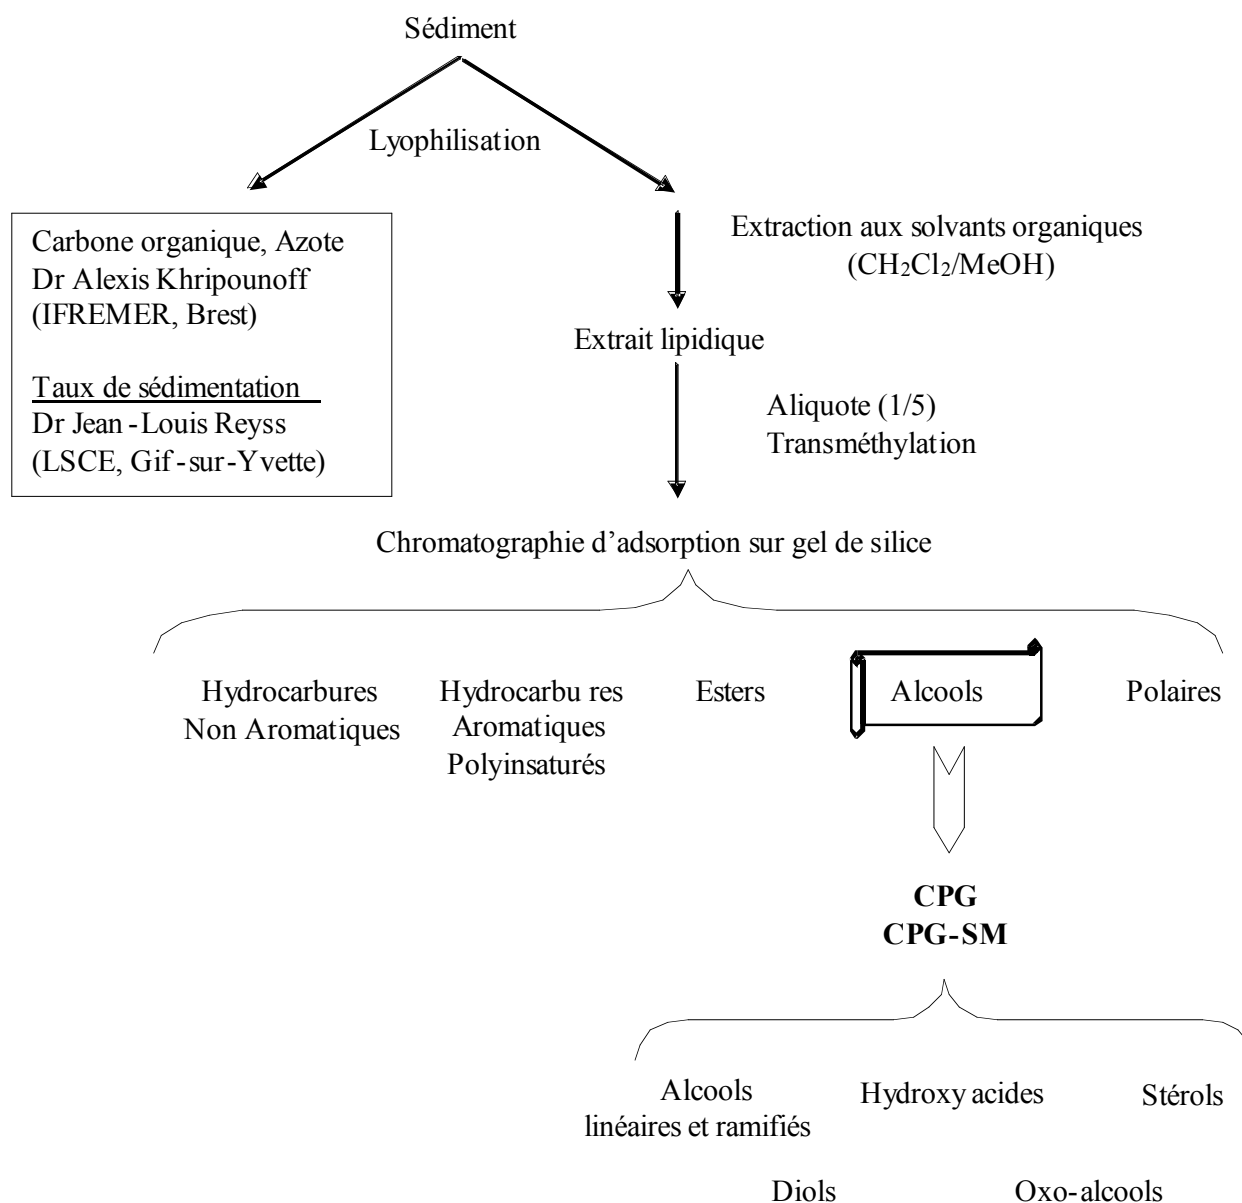 Sédiment
Lyophilisation
Carbone organique, Azote
Dr Alexis Khripounoff
(IFREMER, Brest)
Taux de sédimentation
Dr Jean-Louis Reyss
(LSCE, Gif-sur-Yvette)
Extraction aux solvants organiques
(CH₂Cl₂/MeOH)
Extrait lipidique
Aliquote (1/5)
Transméthylation
Chromatographie d’adsorption sur gel de silice
Hydrocarbures
Non Aromatiques
Hydrocarbu res
Aromatiques
Polyinsaturés
Esters
Alcools
Polaires
CPG
CPG-SM
Alcools
linéaires et ramifiés
Hydroxy acides
Stérols
Diols
Oxo-alcools